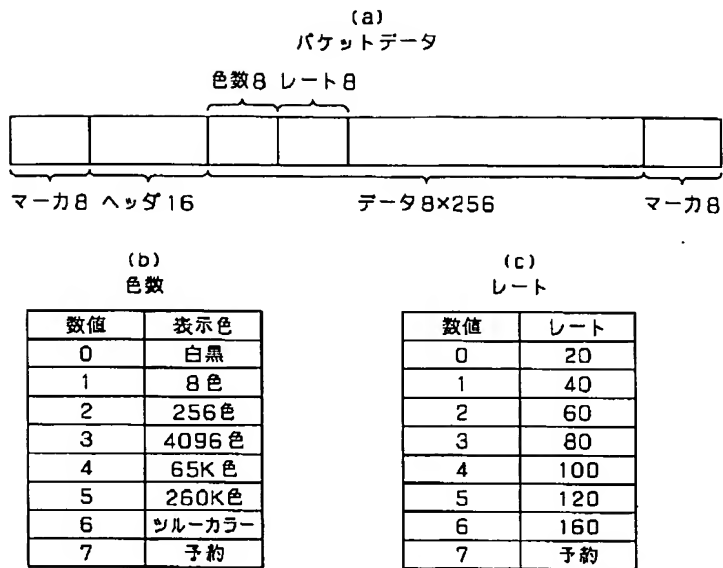 (a)
パケットデータ
色数8 レート8
マーカ8 ヘッダ16 データ8×256 マーカ8
(b)
色数
数値 表示色
0 白黒
1 8色
2 256色
3 4096色
4 65K色
5 260K色
6 ツルーカラー
7 予約
(c)
レート
数値 レート
0 20
1 40
2 60
3 80
4 100
5 120
6 160
7 予約